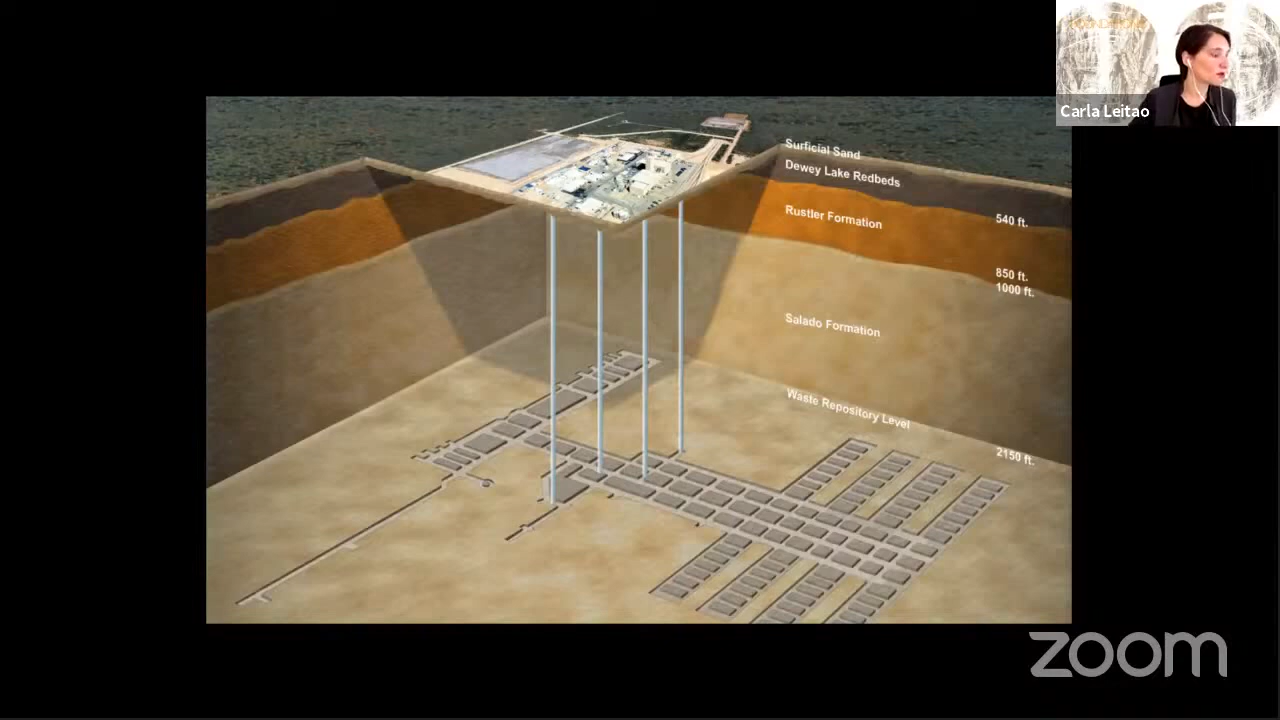 Carla Leitao
Surficial Sand
Dewey Lake Redbeds
540 ft.
Rustler Formation
850 ft.
1000 ft.
Salado Formation
Waste Repository Level
2150 ft.
zoom